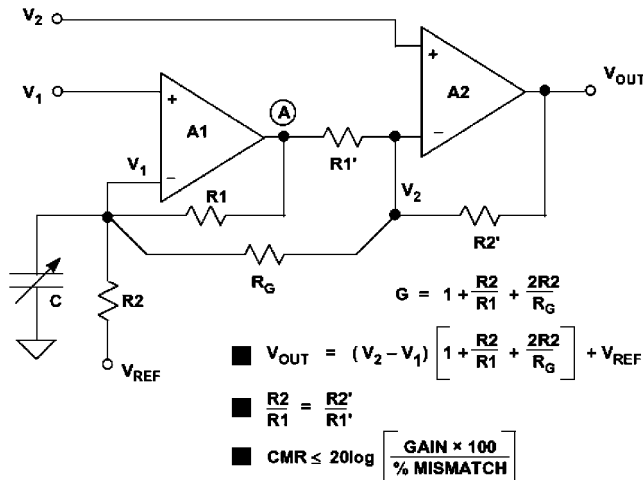 V2
V1
A1
A
A2
VOUT
+
−
+
−
V1
R1'
V2
R1
R2'
RG
C
R2
VREF
G = 1 + R2/R1 + 2R2/RG
■ VOUT = (V2 – V1) [1 + R2/R1 + 2R2/RG] + VREF
■ R2/R1 = R2'/R1'
■ CMR ≤ 20log [GAIN × 100 / % MISMATCH]